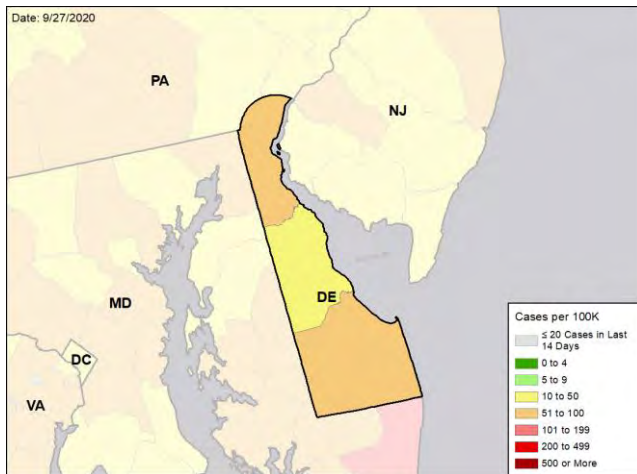 Date: 9/27/2020
PA
NJ
MD
DE
DC
VA
Cases per 100K
≤ 20 Cases in Last
14 Days
0 to 4
5 to 9
10 to 50
51 to 100
101 to 199
200 to 499
500 or More